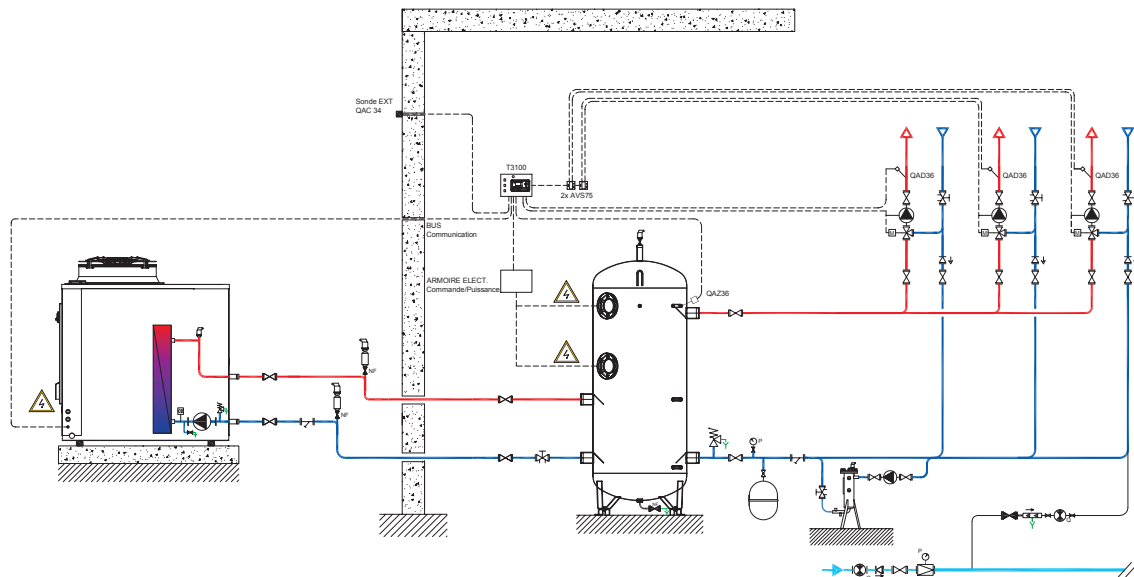 Sonde EXT
QAC 34
T3100
2x AVS75
QAD36
QAD36
QAD36
M
M
M
BUS
Communication
ARMOIRE ELECT.
Commande/Puissance
QAZ36
NF
NF
P
NF
P